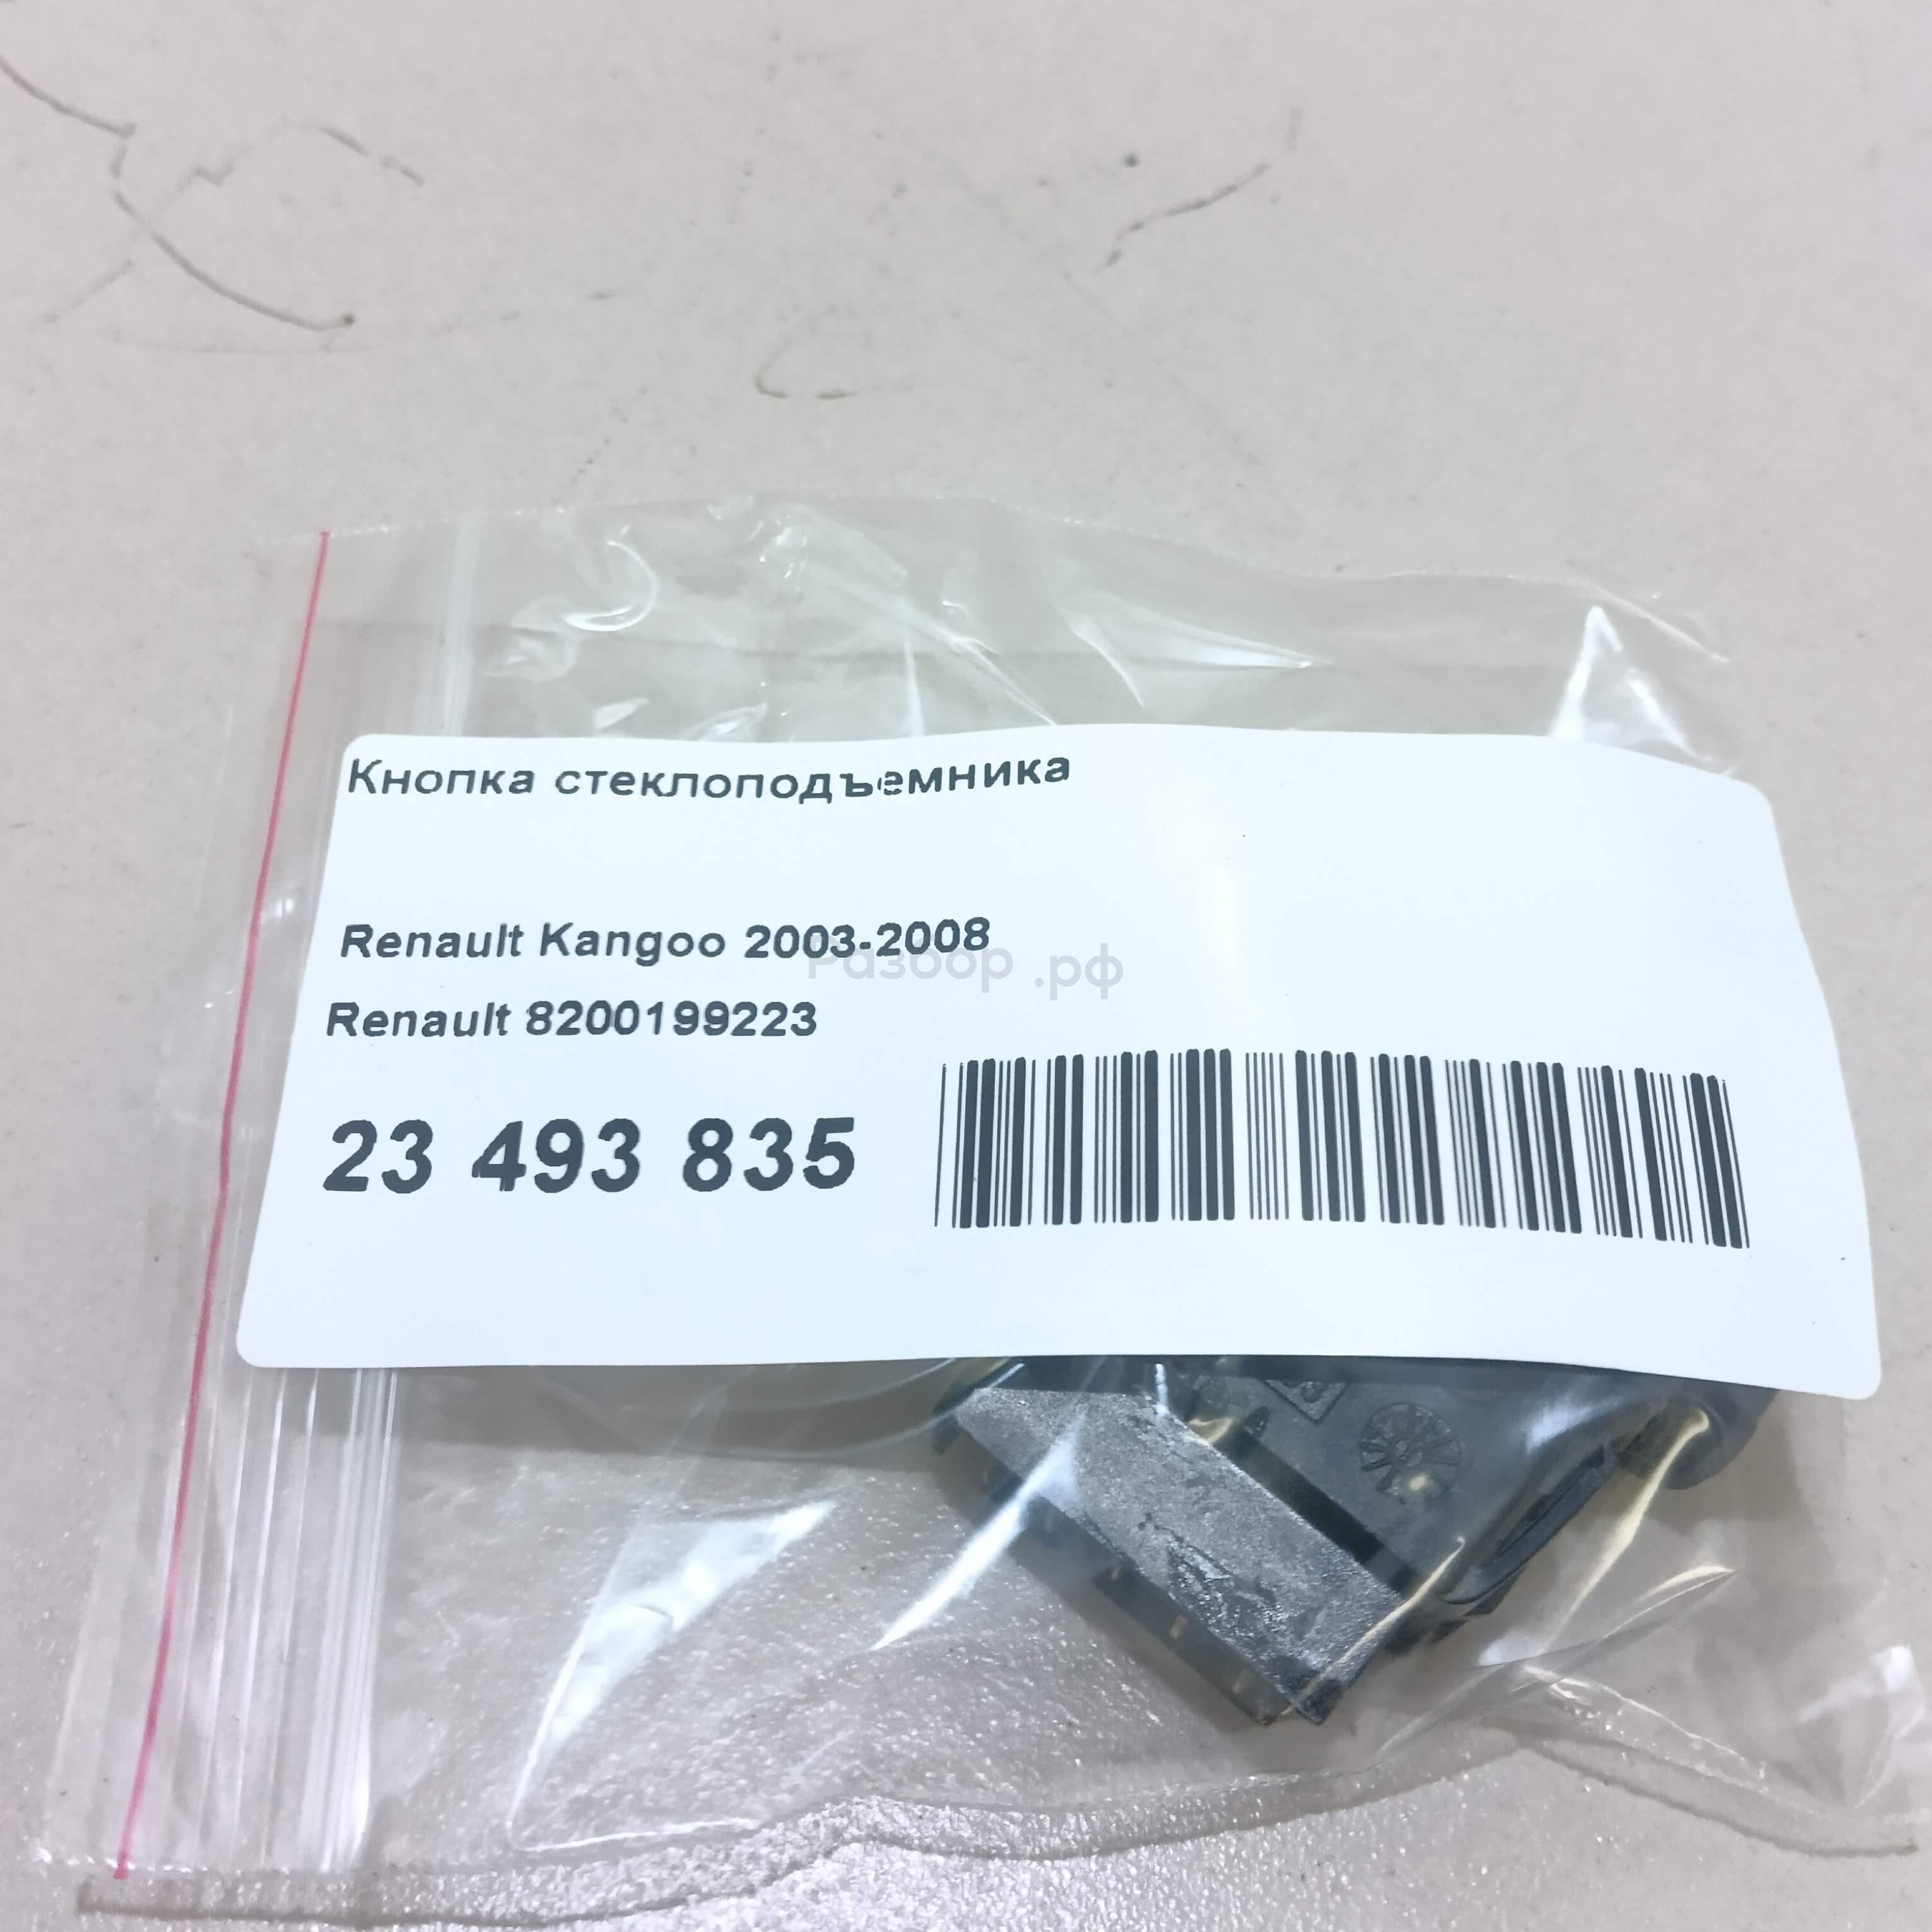 Кнопка стеклоподъемника
Renault Kangoo 2003-2008
Разбор.рф
Renault 8200199223
23 493 835